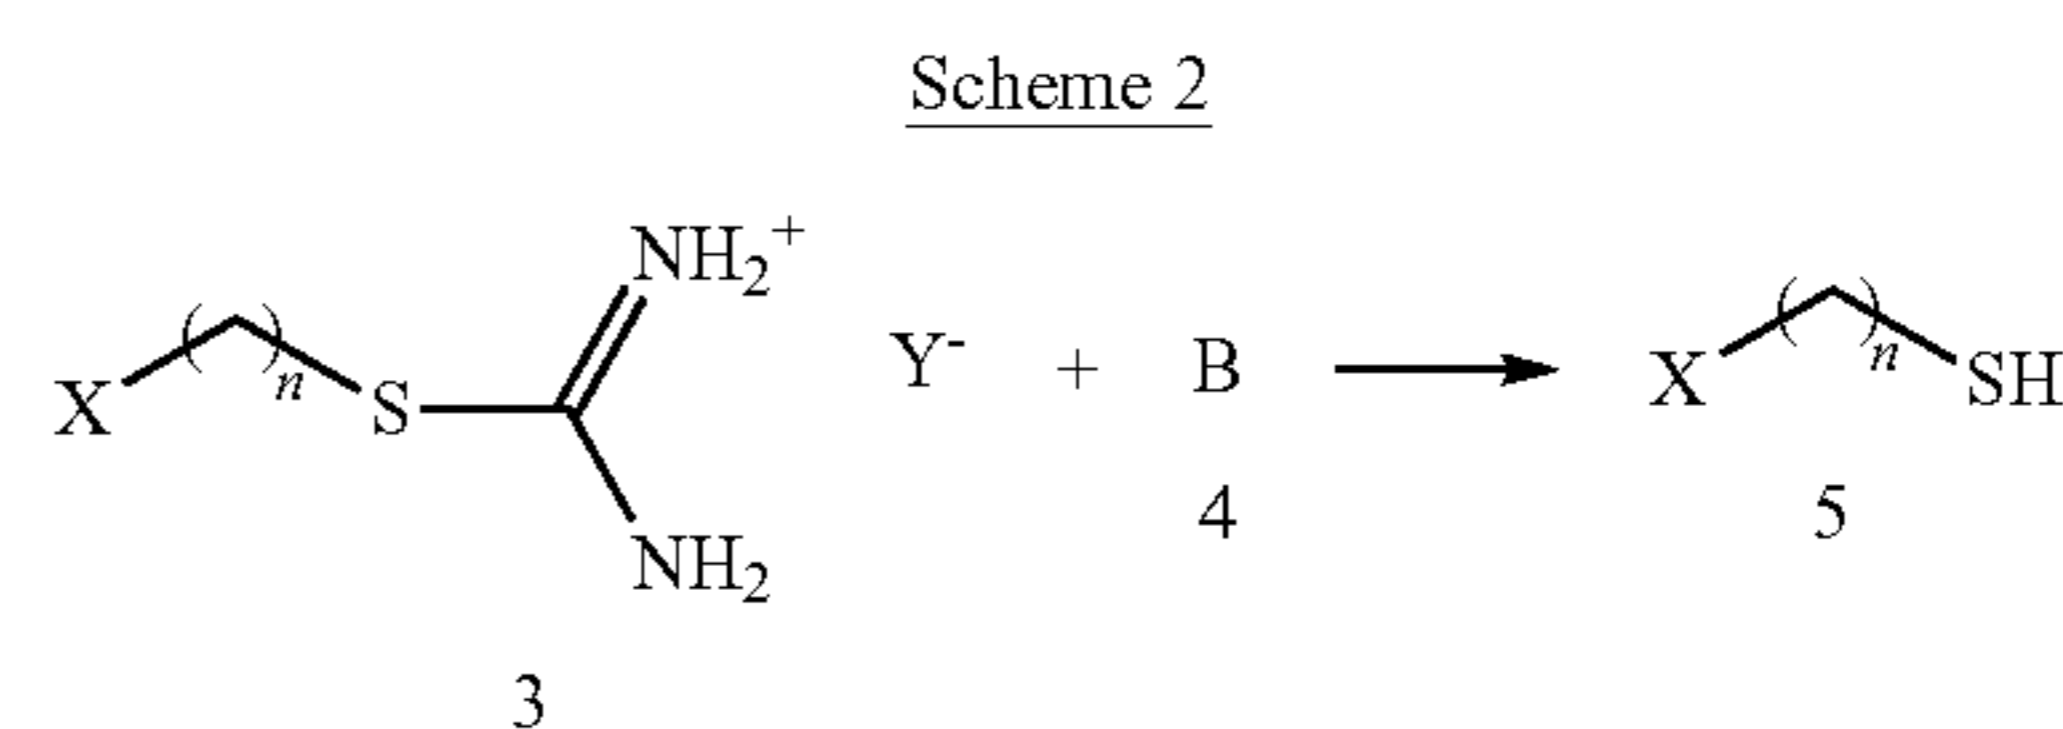 Scheme 2
NH2+
X ( )n S Y- + B X ( )n SH
NH2
4 5
3